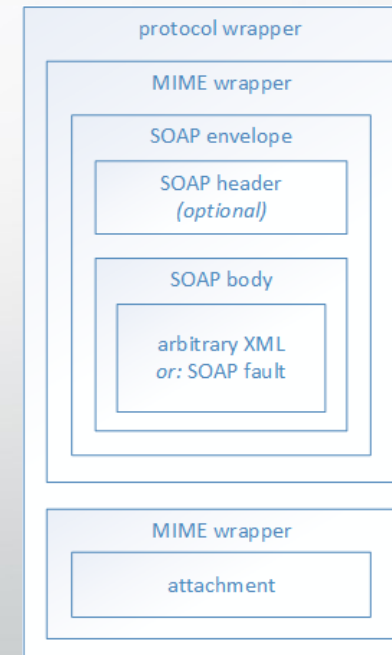 protocol wrapper
MIME wrapper
SOAP envelope
SOAP header
(optional)
SOAP body
arbitrary XML
or: SOAP fault
MIME wrapper
attachment